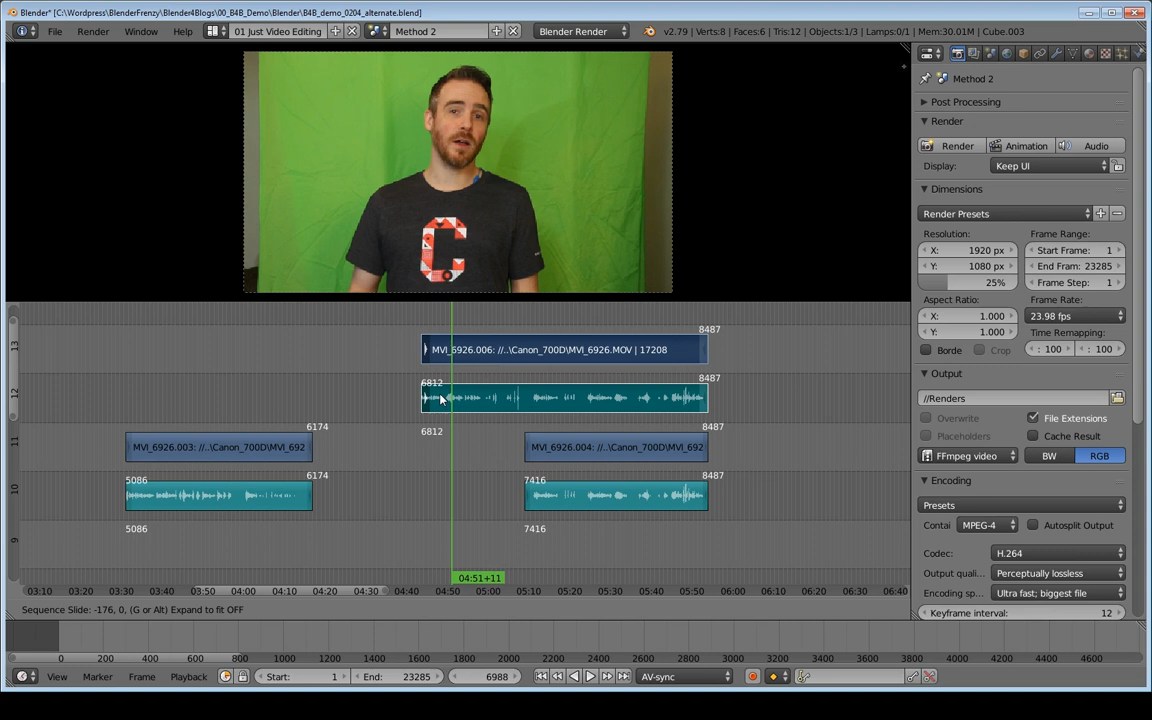 Blender* [C:\Wordpress\BlenderFrenzy\Blender4Blogs\00_B4B_Demo\Blender\B4B_demo_0204_alternate.blend]
File Render Window Help 01 Just Video Editing Method 2 Blender Render v2.79 | Verts:8 | Faces:6 | Tris:12 | Objects:1/3 | Lamps:0/1 | Mem:30.01M | Cube.003
Method 2
Post Processing
Render
Render Animation Audio
Display: Keep UI
Dimensions
Render Presets
Resolution: Frame Range:
X: 1920 px Start Frame: 1
Y: 1080 px End Fram: 23285
25% Frame Step: 1
Aspect Ratio: Frame Rate:
X: 1.000 23.98 fps
Y: 1.000 Time Remapping:
Borde Crop : 100 : 100
Output
//Renders
Overwrite File Extensions
Placeholders Cache Result
FFmpeg video BW RGB
Encoding
Presets
Contai MPEG-4 Autosplit Output
Codec: H.264
Output quali... Perceptually lossless
Encoding sp... Ultra fast; biggest file
Keyframe interval: 12
C
8487
13 MVI_6926.006: //..\Canon_700D\MVI_6926.MOV | 17208
6812 8487
12
6174 6812 8487
11 MVI_6926.003: //..\Canon_700D\MVI_692 MVI_6926.004: //..\Canon_700D\MVI_692
5086 6174 7416 8487
10
5086 7416
9
04:51+11
03:10 03:20 03:30 03:40 03:50 04:00 04:10 04:20 04:30 04:40 04:50 05:00 05:10 05:20 05:30 05:40 05:50 06:00 06:10 06:20 06:30 06:40
Sequence Slide: -176, 0, (G or Alt) Expand to fit OFF
0 200 400 600 800 1000 1200 1400 1600 1800 2000 2200 2400 2600 2800 3000 3200 3400 3600 3800 4000 4200 4400 4600
View Marker Frame Playback Start: 1 End: 23285 6988 AV-sync